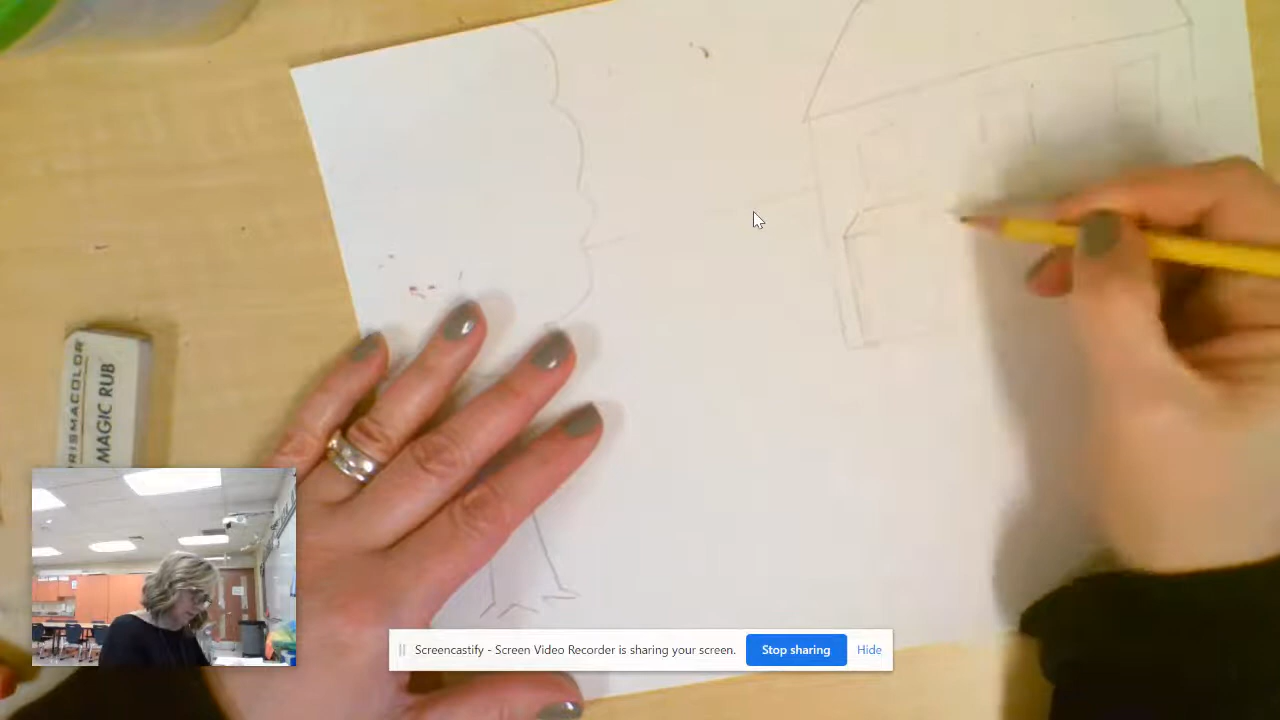 PRISMACOLOR
MAGIC RUB
Screencastify - Screen Video Recorder is sharing your screen.
Stop sharing
Hide